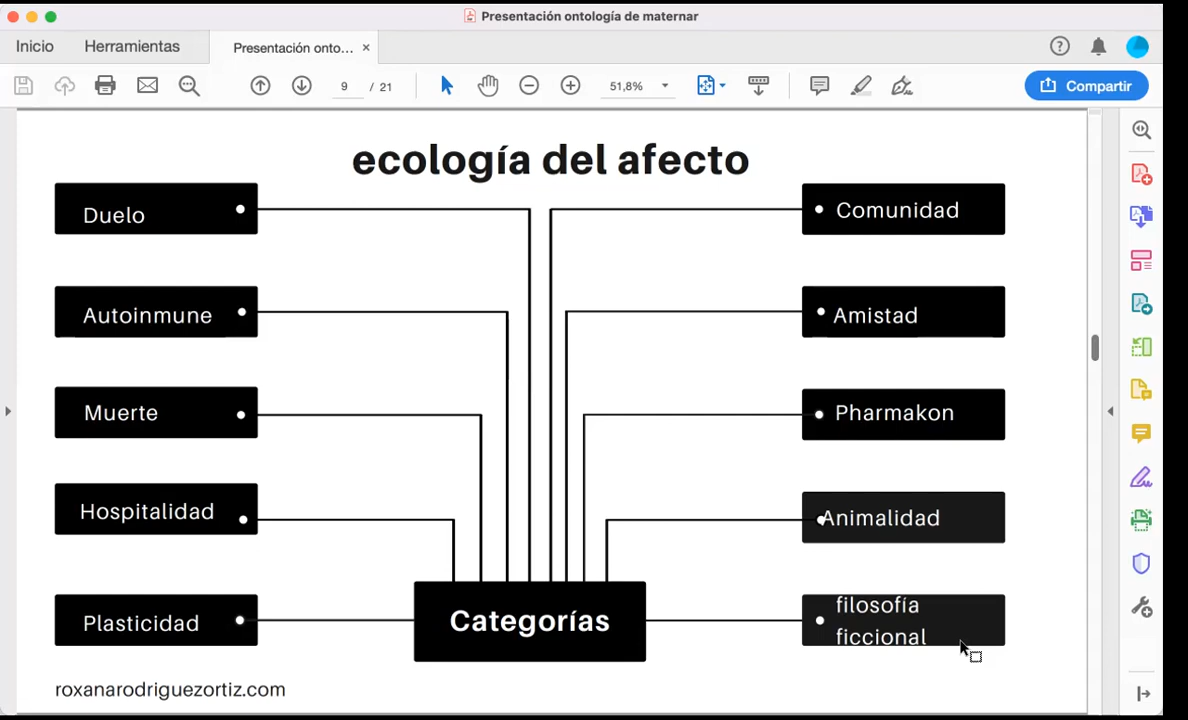 Presentación ontología de maternar
Inicio Herramientas Presentación onto... ×
9 / 21 51,8% Compartir
ecología del afecto
Duelo
Comunidad
Autoinmune
Amistad
Muerte
Pharmakon
Hospitalidad
Animalidad
Plasticidad
Categorías
filosofía
ficcional
roxanarodriguezortiz.com